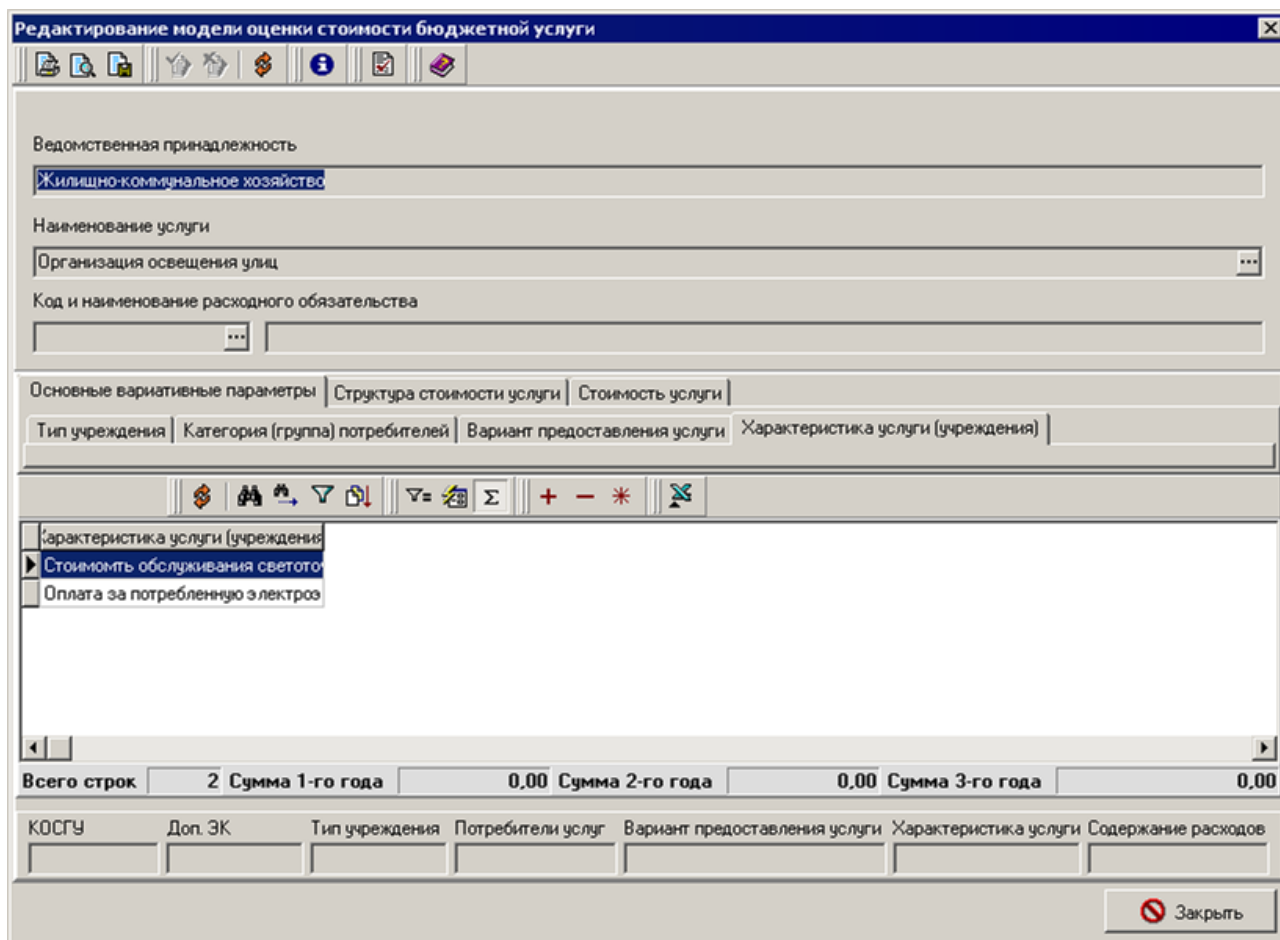 Редактирование модели оценки стоимости бюджетной услуги
Ведомственная принадлежность
Жилищно-коммунальное хозяйство
Наименование услуги
Организация освещения улиц
...
Код и наименование расходного обязательства
...
Основные вариативные параметры Структура стоимости услуги Стоимость услуги
Тип учреждения Категория (группа) потребителей Вариант предоставления услуги Характеристика услуги (учреждения)
Σ
арактеристика услуги (учреждения
Стоимомть обслуживания светоточ
Оплата за потребленную электроэ
Всего строк 2 Сумма 1-го года 0,00 Сумма 2-го года 0,00 Сумма 3-го года 0,00
КОСГУ Доп. ЭК Тип учреждения Потребители услуг Вариант предоставления услуги Характеристика услуги Содержание расходов
Закрыть